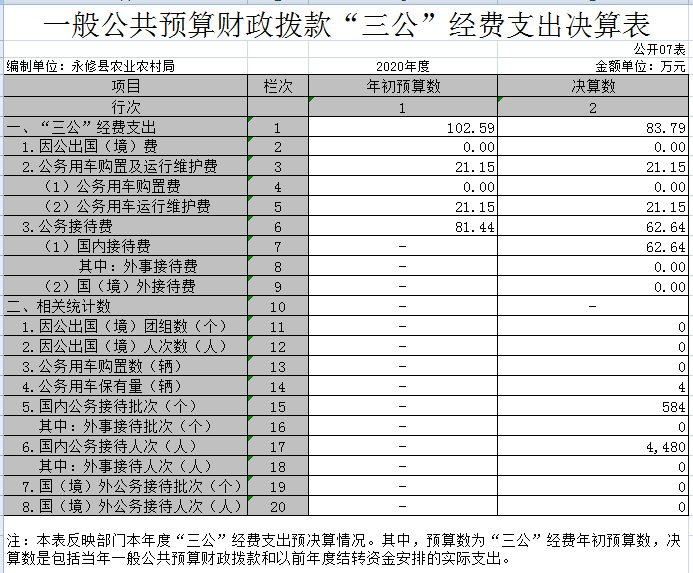 一般公共预算财政拨款“三公”经费支出决算表
公开07表
编制单位：永修县农业农村局 2020年度 金额单位：万元
项目 栏次 年初预算数 决算数
行次 1 2
一、“三公”经费支出 1 102.59 83.79
1.因公出国（境）费 2 0.00 0.00
2.公务用车购置及运行维护费 3 21.15 21.15
（1）公务用车购置费 4 0.00 0.00
（2）公务用车运行维护费 5 21.15 21.15
3.公务接待费 6 81.44 62.64
（1）国内接待费 7 - 62.64
其中：外事接待费 8 - 0.00
（2）国（境）外接待费 9 - 0.00
二、相关统计数 10 - -
1.因公出国（境）团组数（个） 11 - 0
2.因公出国（境）人次数（人） 12 - 0
3.公务用车购置数（辆） 13 - 0
4.公务用车保有量（辆） 14 - 4
5.国内公务接待批次（个） 15 - 584
其中：外事接待批次（个） 16 - 0
6.国内公务接待人次（人） 17 - 4,480
其中：外事接待人次（人） 18 - 0
7.国（境）外公务接待批次（个） 19 - 0
8.国（境）外公务接待人次（人） 20 - 0
注：本表反映部门本年度“三公”经费支出预决算情况。其中，预算数为“三公”经费年初预算数，决
算数是包括当年一般公共预算财政拨款和以前年度结转资金安排的实际支出。